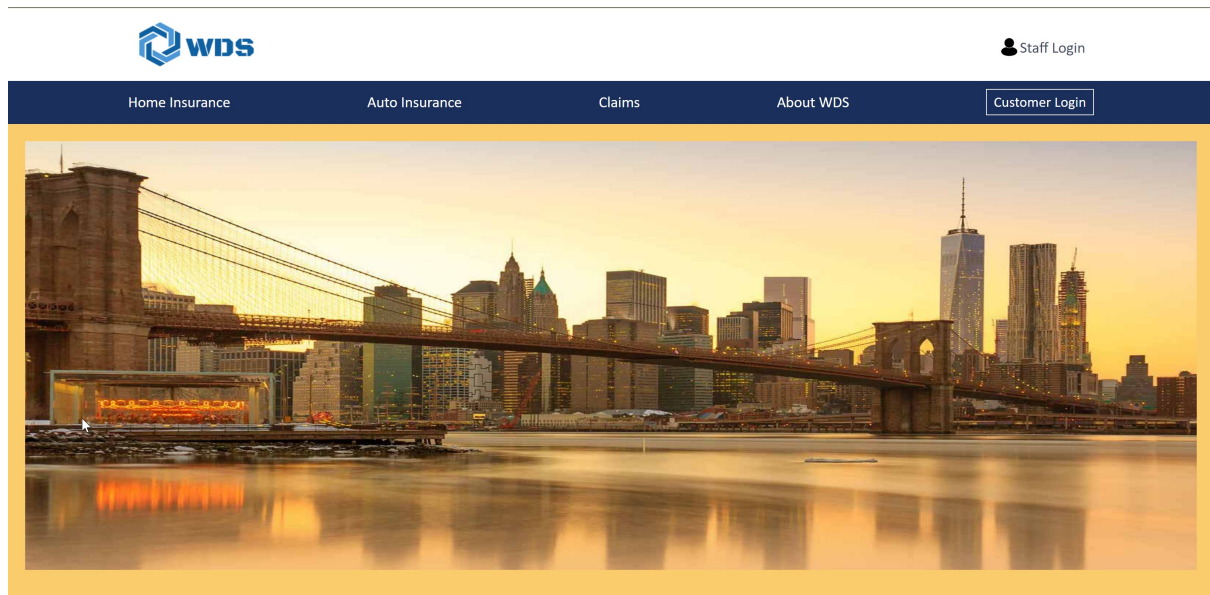 WDS
Staff Login
Home Insurance
Auto Insurance
Claims
About WDS
Customer Login